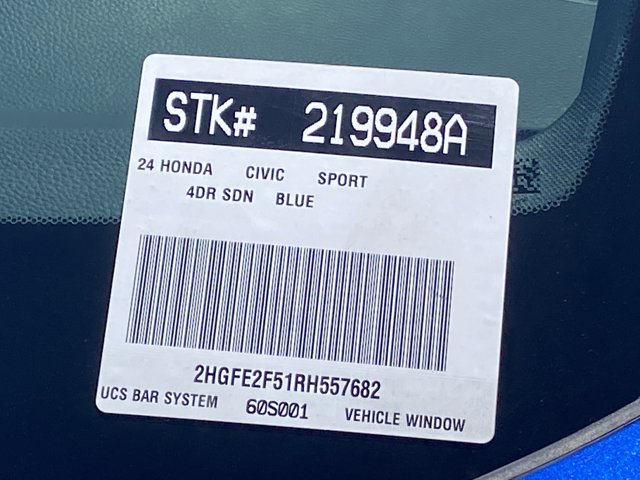 STK# 219948A
24 HONDA CIVIC SPORT
4DR SDN BLUE
2HGFE2F51RH557682
UCS BAR SYSTEM 60S001 VEHICLE WINDOW